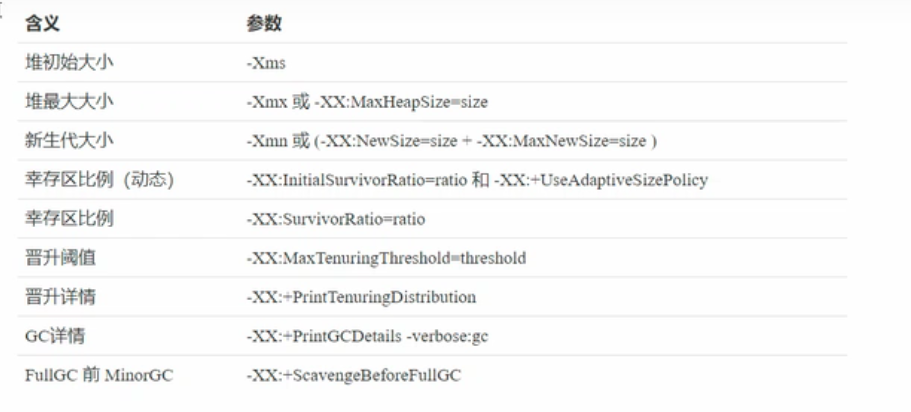 含义 参数
堆初始大小 -Xms
堆最大大小 -Xmx 或 -XX:MaxHeapSize=size
新生代大小 -Xmn 或 (-XX:NewSize=size + -XX:MaxNewSize=size )
幸存区比例（动态） -XX:InitialSurvivorRatio=ratio 和 -XX:+UseAdaptiveSizePolicy
幸存区比例 -XX:SurvivorRatio=ratio
晋升阈值 -XX:MaxTenuringThreshold=threshold
晋升详情 -XX:+PrintTenuringDistribution
GC详情 -XX:+PrintGCDetails -verbose:gc
FullGC 前 MinorGC -XX:+ScavengeBeforeFullGC